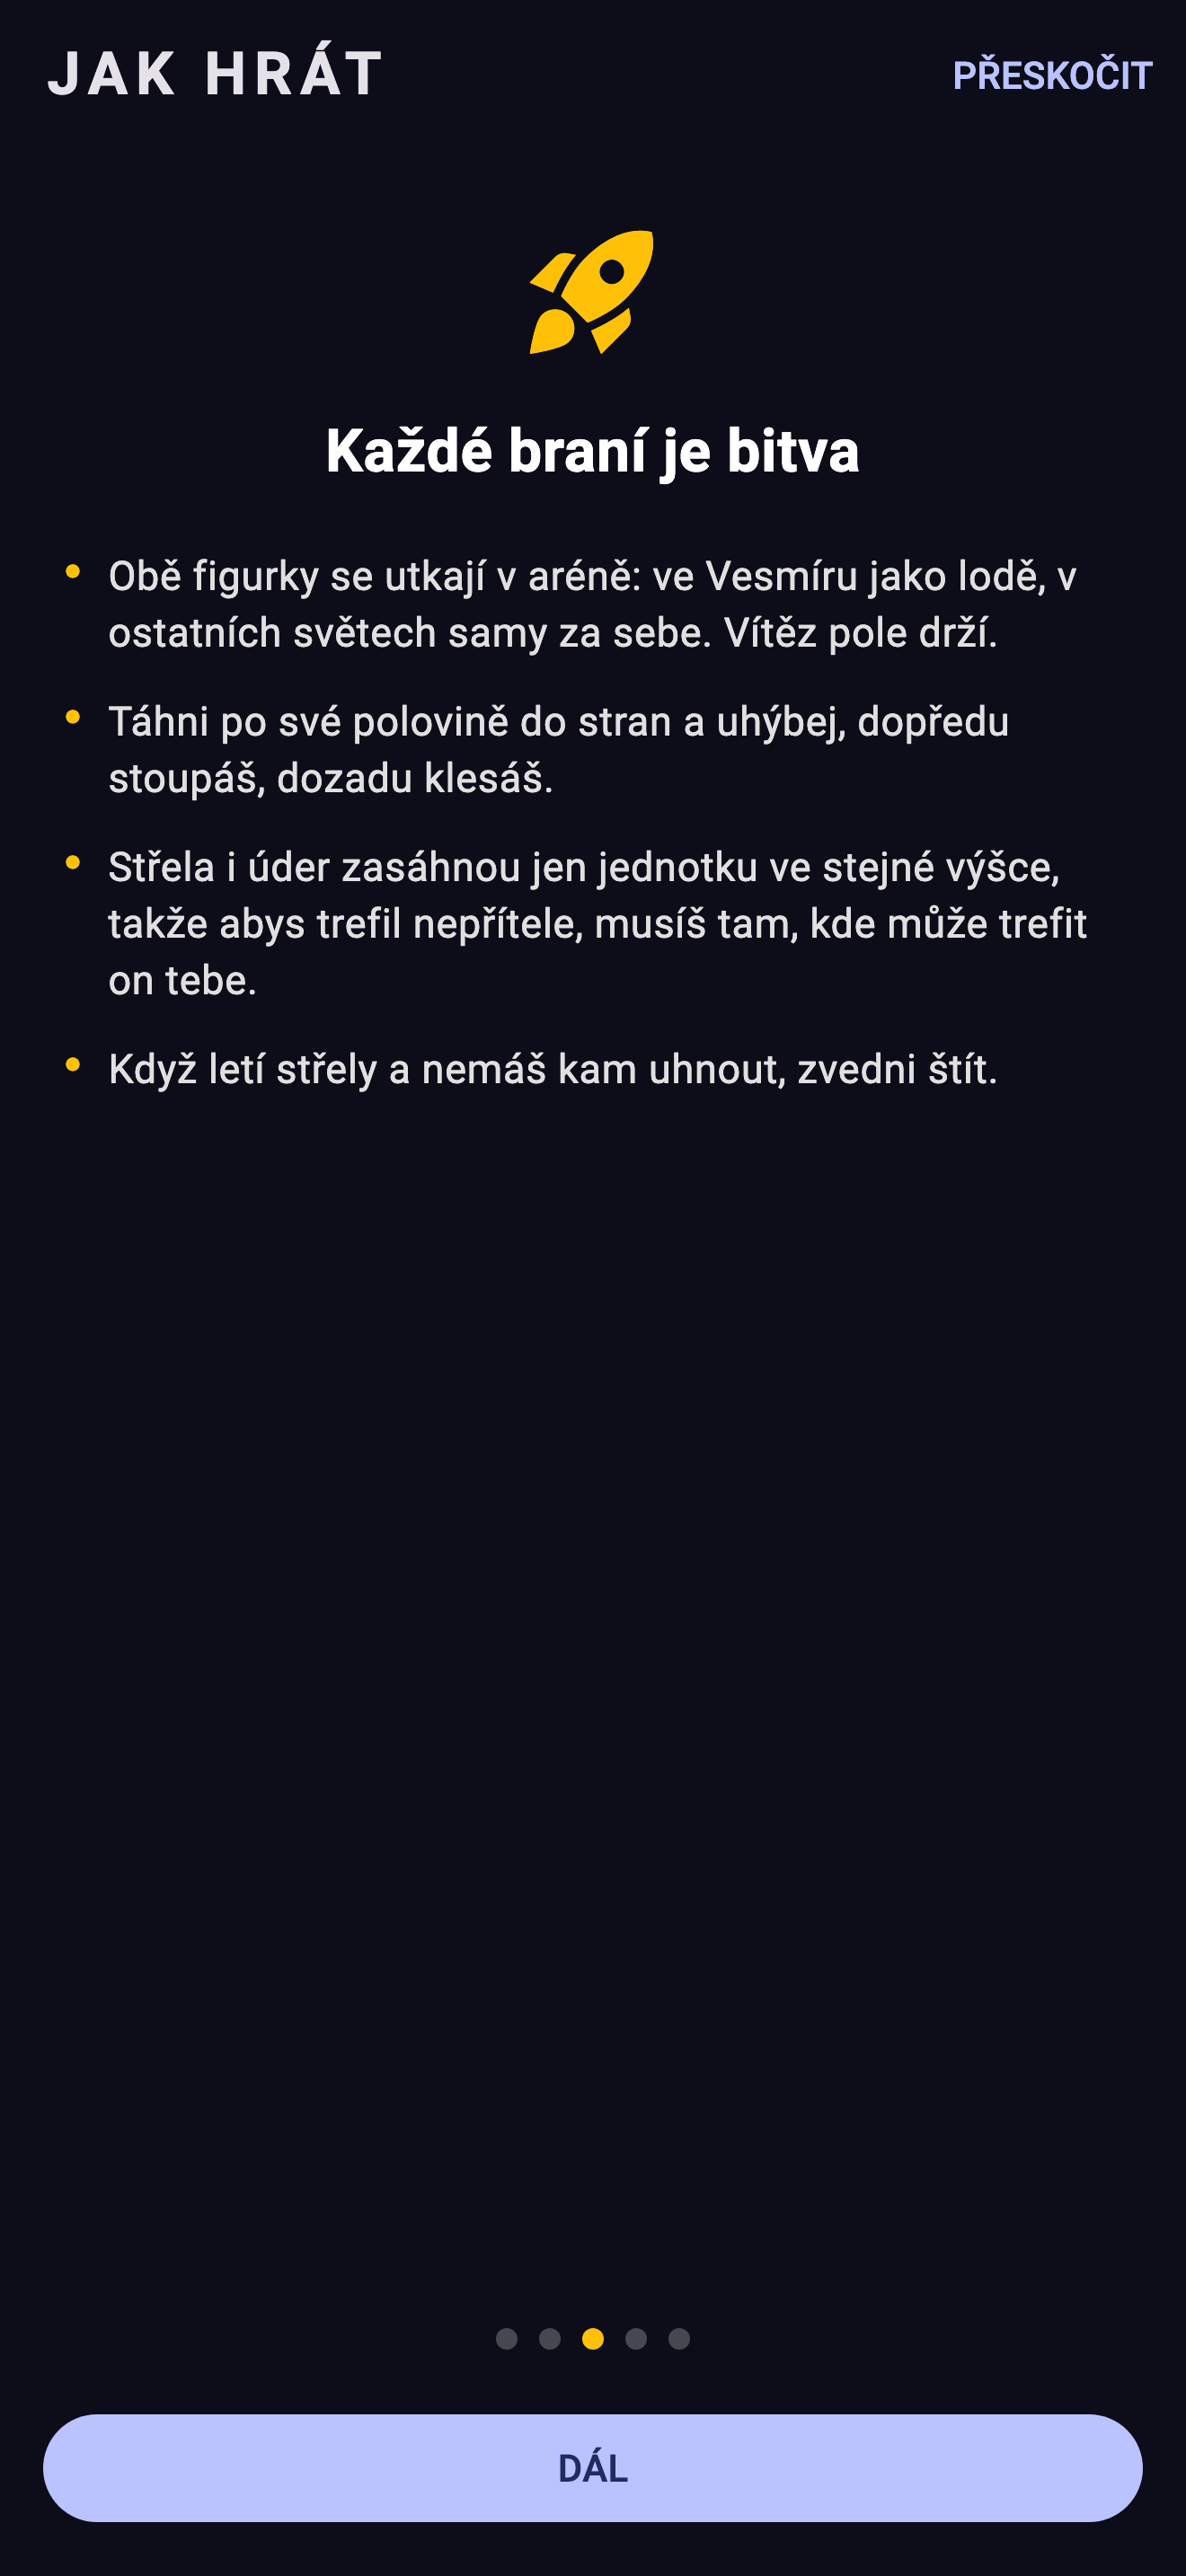 JAK HRÁT
PŘESKOČIT
Každé braní je bitva
Obě figurky se utkají v aréně: ve Vesmíru jako lodě, v
ostatních světech samy za sebe. Vítěz pole drží.
Táhni po své polovině do stran a uhýbej, dopředu
stoupáš, dozadu klesáš.
Střela i úder zasáhnou jen jednotku ve stejné výšce,
takže abys trefil nepřítele, musíš tam, kde může trefit
on tebe.
Když letí střely a nemáš kam uhnout, zvedni štít.
DÁL